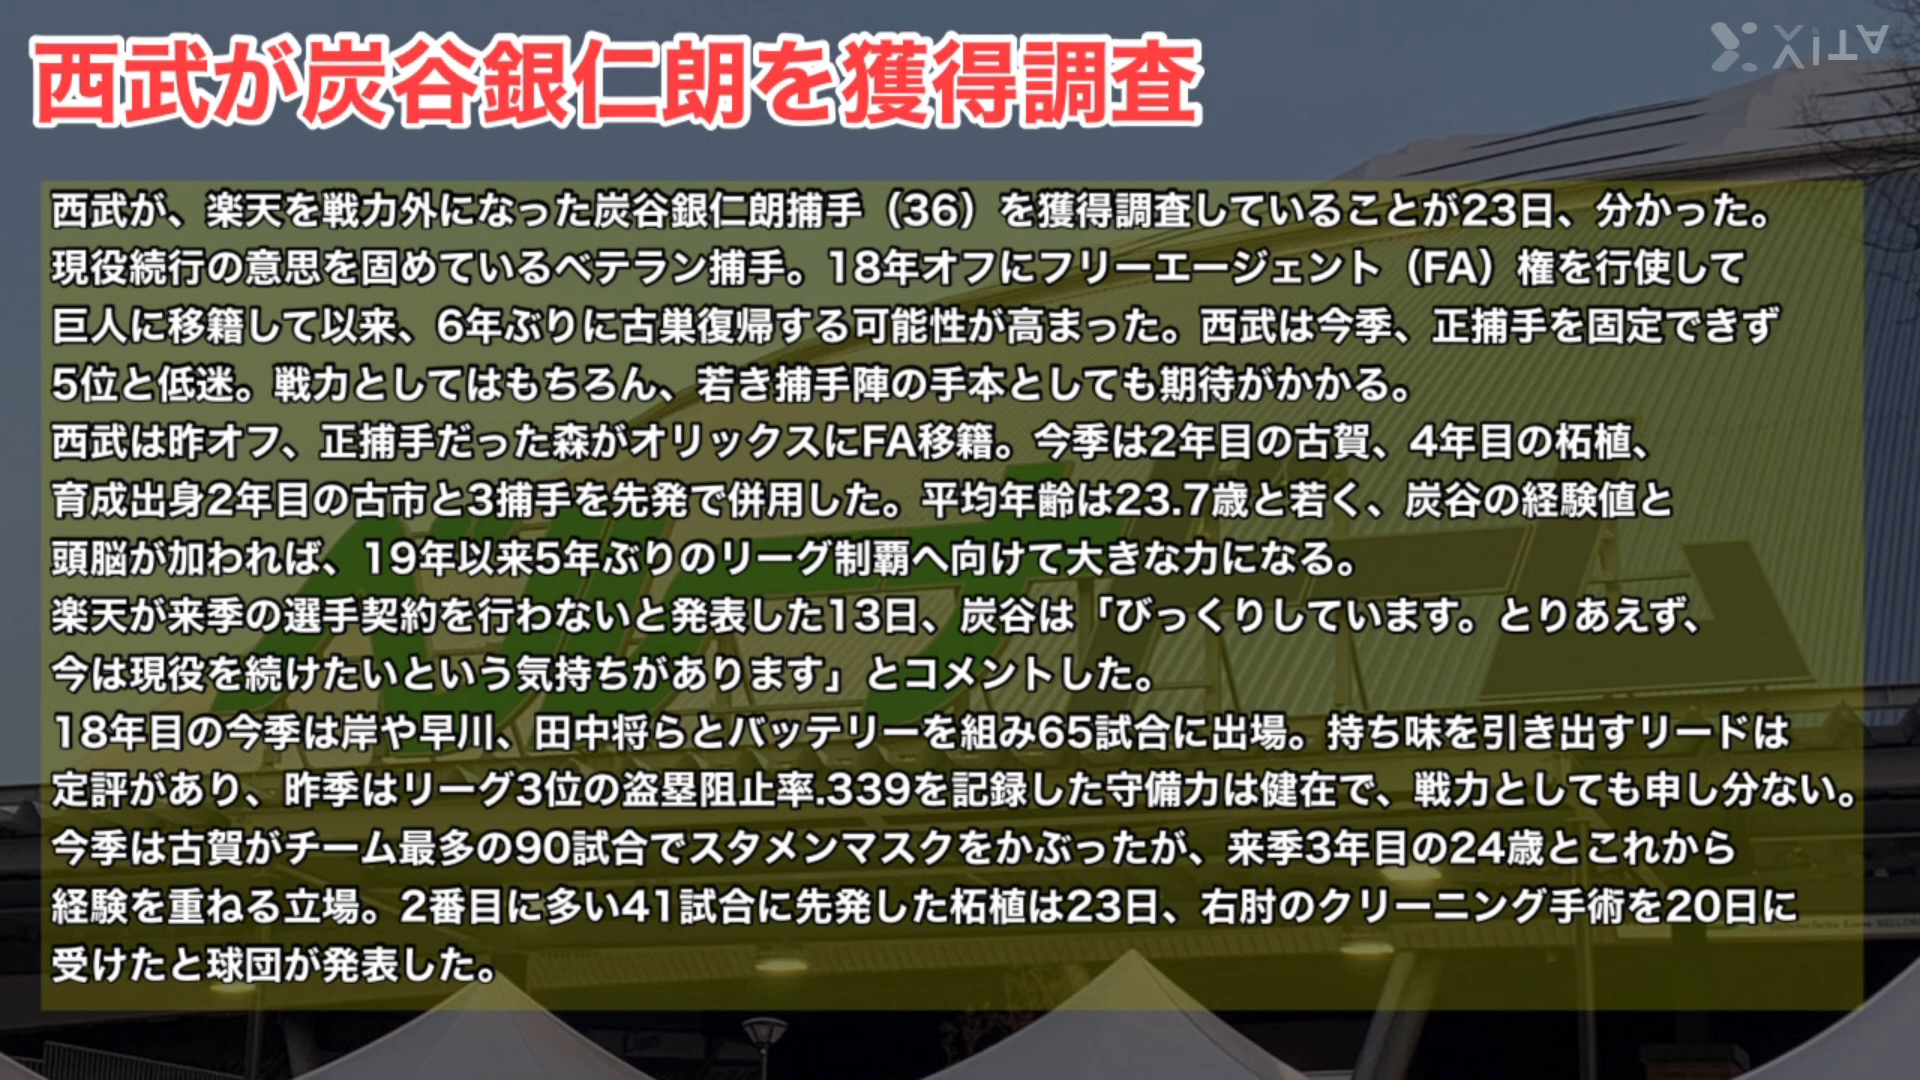 西武が炭谷銀仁朗を獲得調査
XiTA
西武が、楽天を戦力外になった炭谷銀仁朗捕手（36）を獲得調査していることが23日、分かった。
現役続行の意思を固めているベテラン捕手。18年オフにフリーエージェント（FA）権を行使して
巨人に移籍して以来、6年ぶりに古巣復帰する可能性が高まった。西武は今季、正捕手を固定できず
5位と低迷。戦力としてはもちろん、若き捕手陣の手本としても期待がかかる。
西武は昨オフ、正捕手だった森がオリックスにFA移籍。今季は2年目の古賀、4年目の柘植、
育成出身2年目の古市と3捕手を先発で併用した。平均年齢は23.7歳と若く、炭谷の経験値と
頭脳が加われば、19年以来5年ぶりのリーグ制覇へ向けて大きな力になる。
楽天が来季の選手契約を行わないと発表した13日、炭谷は「びっくりしています。とりあえず、
今は現役を続けたいという気持ちがあります」とコメントした。
18年目の今季は岸や早川、田中将らとバッテリーを組み65試合に出場。持ち味を引き出すリードは
定評があり、昨季はリーグ3位の盗塁阻止率.339を記録した守備力は健在で、戦力としても申し分ない。
今季は古賀がチーム最多の90試合でスタメンマスクをかぶったが、来季3年目の24歳とこれから
経験を重ねる立場。2番目に多い41試合に先発した柘植は23日、右肘のクリーニング手術を20日に
受けたと球団が発表した。
ベルーナドーム